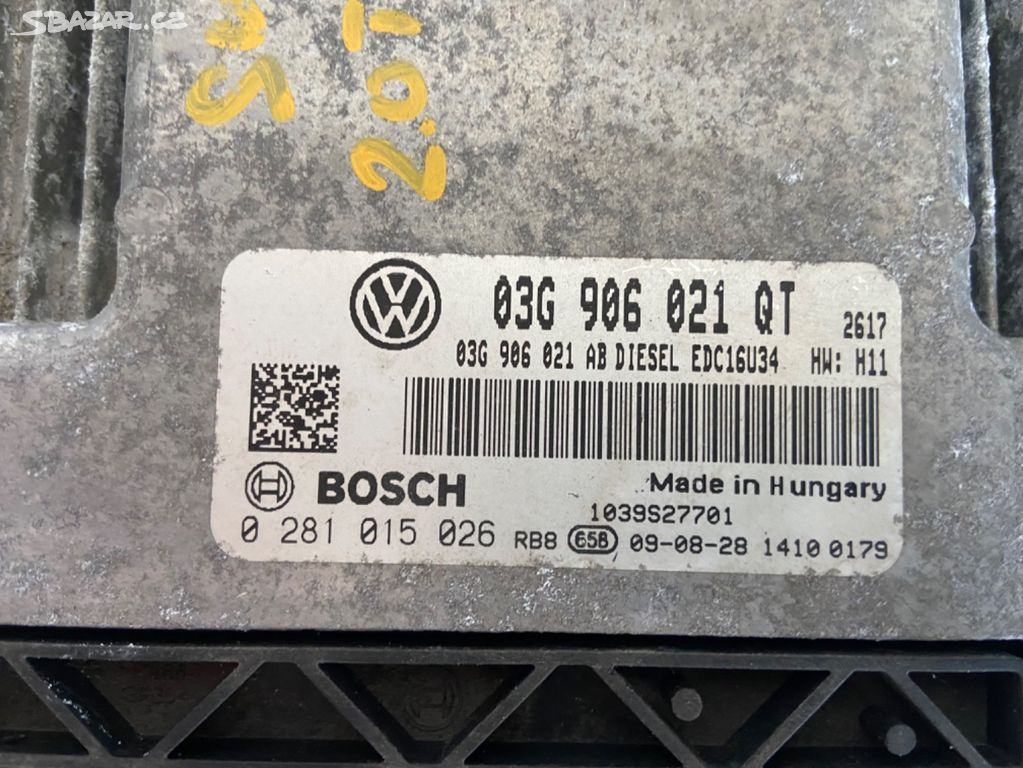 SBAZAR.CZ
2.0T
03G 906 021 QT 2617
03G 906 021 AB DIESEL EDC16U34 HW: H11
BOSCH Made in Hungary
1039S27701
0 281 015 026 RB8 65B 09-08-28 1410 0179